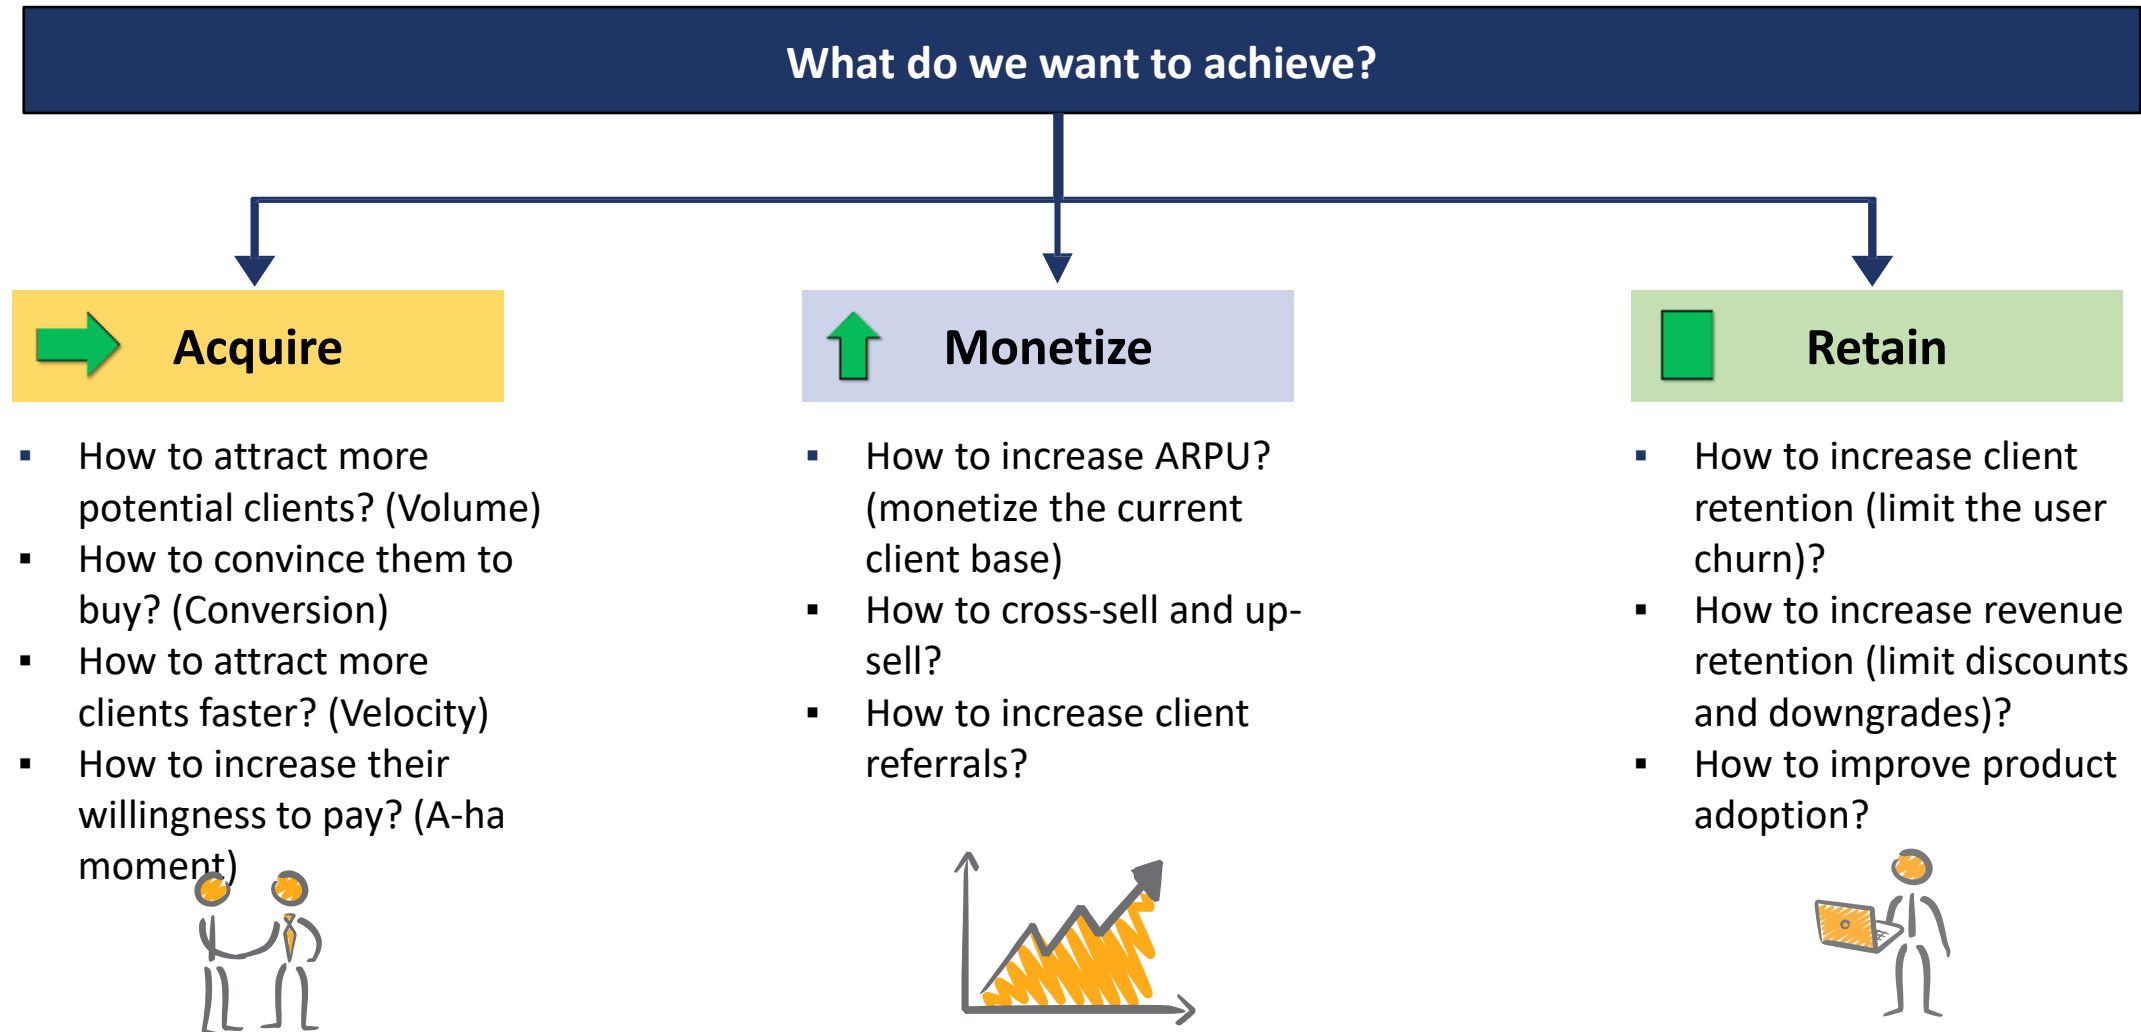 What do we want to achieve?
Acquire
▪ How to attract more
potential clients? (Volume)
▪ How to convince them to
buy? (Conversion)
▪ How to attract more
clients faster? (Velocity)
▪ How to increase their
willingness to pay? (A-ha
moment)
Monetize
▪ How to increase ARPU?
(monetize the current
client base)
▪ How to cross-sell and up-
sell?
▪ How to increase client
referrals?
Retain
▪ How to increase client
retention (limit the user
churn)?
▪ How to increase revenue
retention (limit discounts
and downgrades)?
▪ How to improve product
adoption?